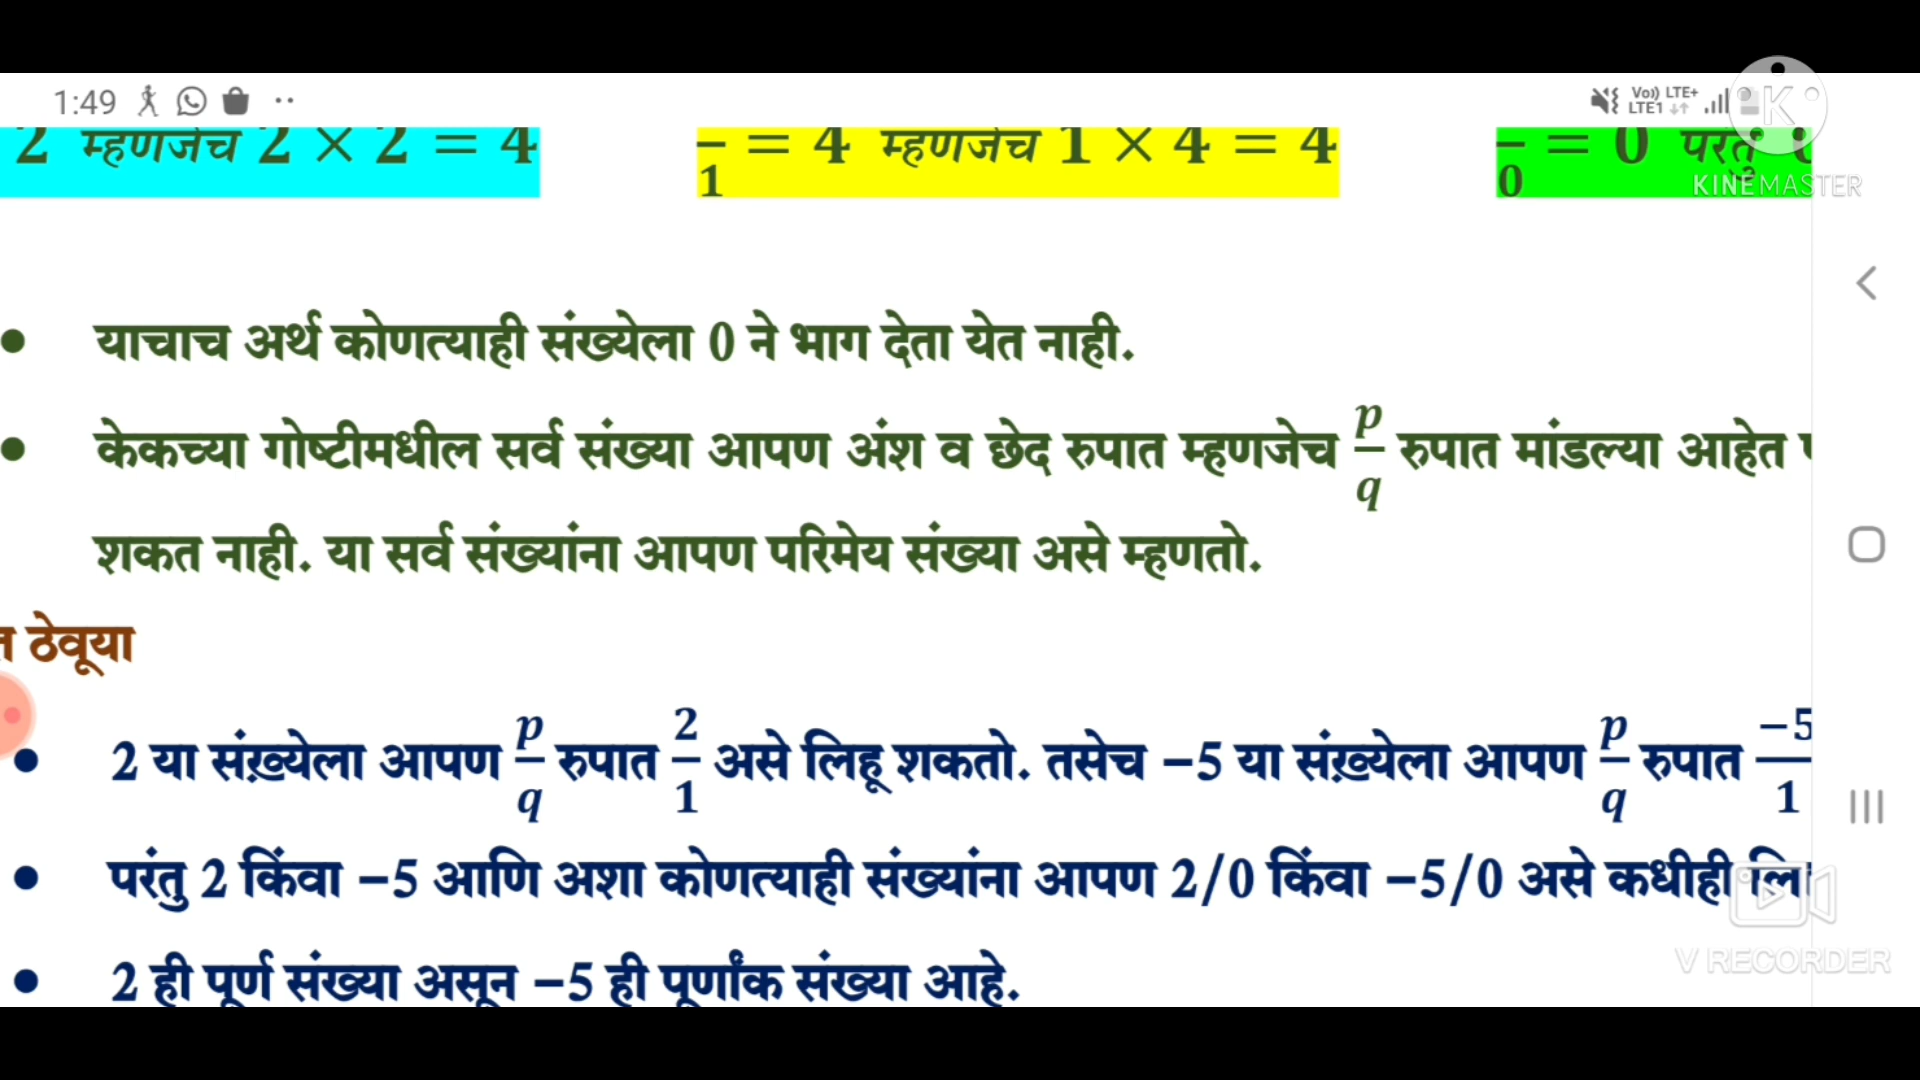 1:49
Vo)) LTE+
LTE1
2 म्हणजेच 2 × 2 = 4
1 = 4 म्हणजेच 1 × 4 = 4
0 = 0 परंतु
KINEMASTER
• याचाच अर्थ कोणत्याही संख्येला 0 ने भाग देता येत नाही.
• केकच्या गोष्टीमधील सर्व संख्या आपण अंश व छेद रुपात म्हणजेच p/q रुपात मांडल्या आहेत
शकत नाही. या सर्व संख्यांना आपण परिमेय संख्या असे म्हणतो.
ठेवूया
• 2 या संख़्येला आपण p/q रुपात 2/1 असे लिहू शकतो. तसेच −5 या संख़्येला आपण p/q रुपात −5/1
• परंतु 2 किंवा −5 आणि अशा कोणत्याही संख्यांना आपण 2/0 किंवा −5/0 असे कधीही लि
• 2 ही पूर्ण संख्या असून −5 ही पूर्णांक संख्या आहे.
V RECORDER